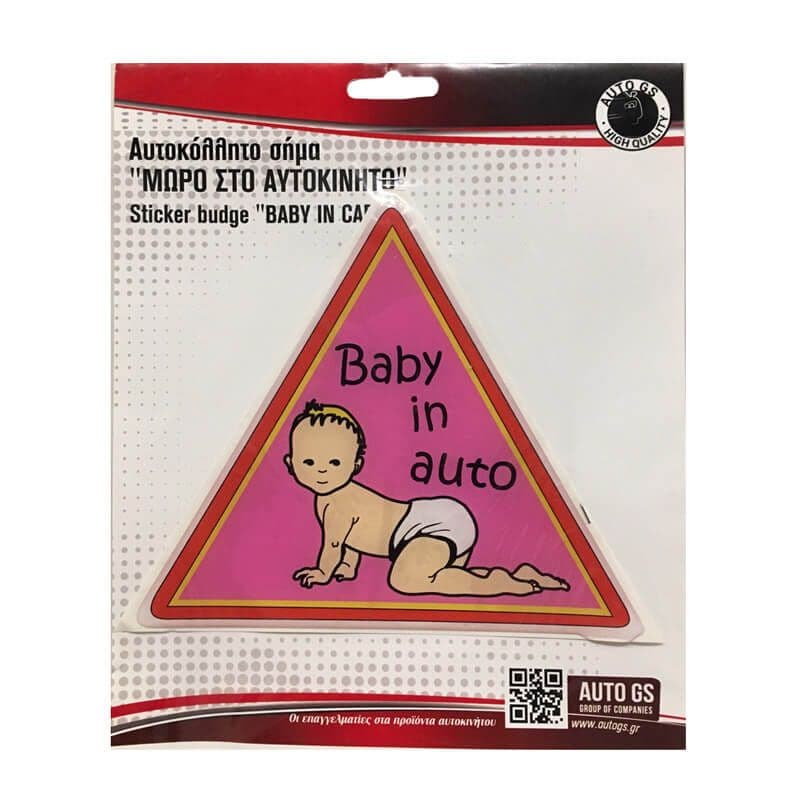 AUTO GS
HIGH QUALITY
Αυτοκόλλητο σήμα
"ΜΩΡΟ ΣΤΟ ΑΥΤΟΚΙΝΗΤΟ"
Sticker budge "BABY IN CA
Baby
in
auto
Οι επαγγελματίες στα προϊόντα αυτοκινήτου
AUTO GS
GROUP OF COMPANIES
www.autogs.gr